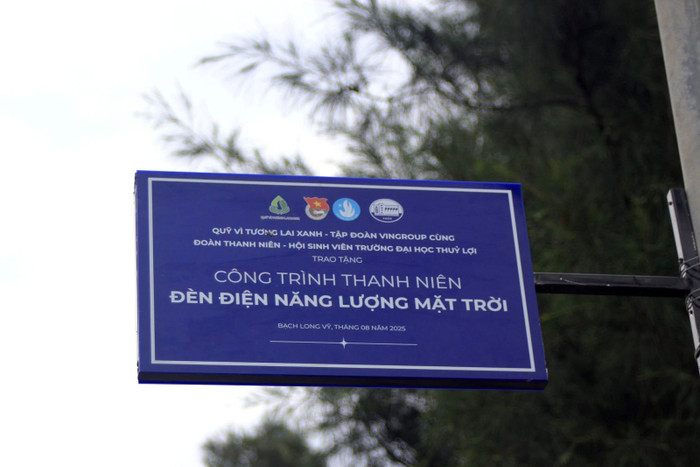 QUỸ VÌ TƯƠNG LAI XANH - TẬP ĐOÀN VINGROUP CÙNG
ĐOÀN THANH NIÊN - HỘI SINH VIÊN TRƯỜNG ĐẠI HỌC THUỶ LỢI
TRAO TẶNG
CÔNG TRÌNH THANH NIÊN
ĐÈN ĐIỆN NĂNG LƯỢNG MẶT TRỜI
BẠCH LONG VỸ, THÁNG 08 NĂM 2025